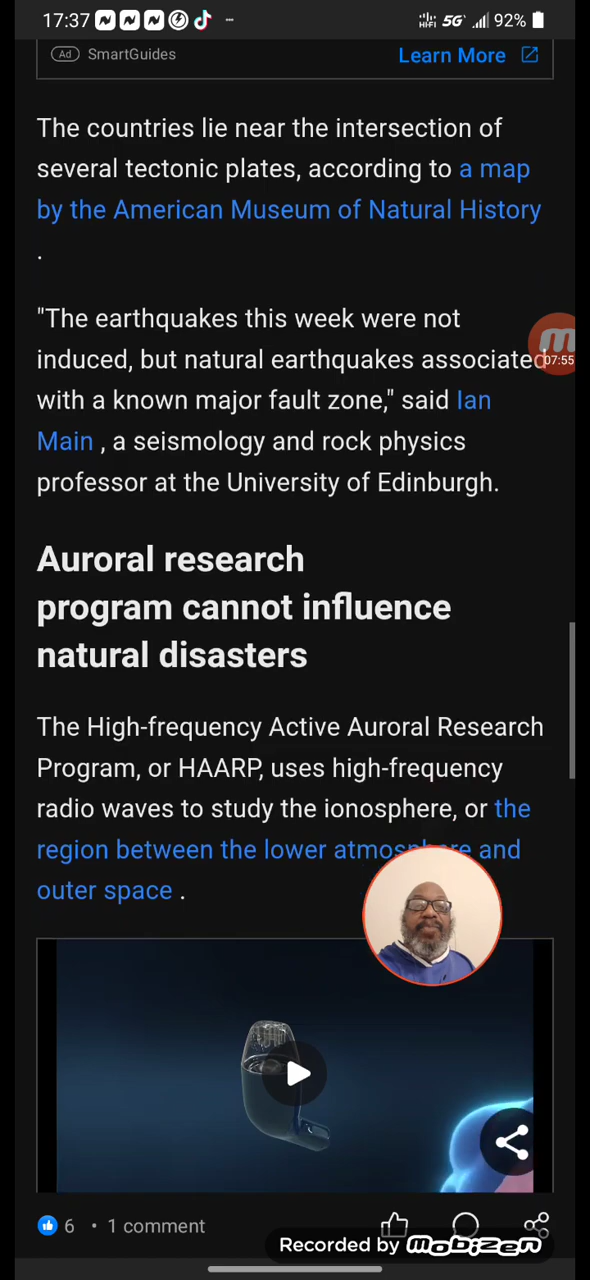 17:37 5G 92%
Ad SmartGuides Learn More
The countries lie near the intersection of
several tectonic plates, according to a map
by the American Museum of Natural History
.
"The earthquakes this week were not
induced, but natural earthquakes associated
07:55
with a known major fault zone," said Ian
Main , a seismology and rock physics
professor at the University of Edinburgh.
Auroral research
program cannot influence
natural disasters
The High-frequency Active Auroral Research
Program, or HAARP, uses high-frequency
radio waves to study the ionosphere, or the
region between the lower atmosphere and
outer space .
6 • 1 comment
Recorded by mobizen